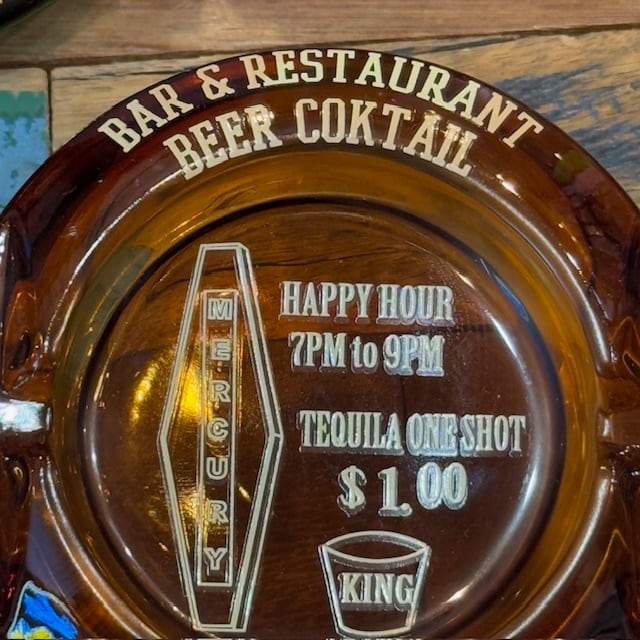 BAR & RESTAURANT
BEER COKTAIL
MERCURY
HAPPY HOUR
7PM to 9PM
TEQUILA ONE SHOT
$ 1.00
KING